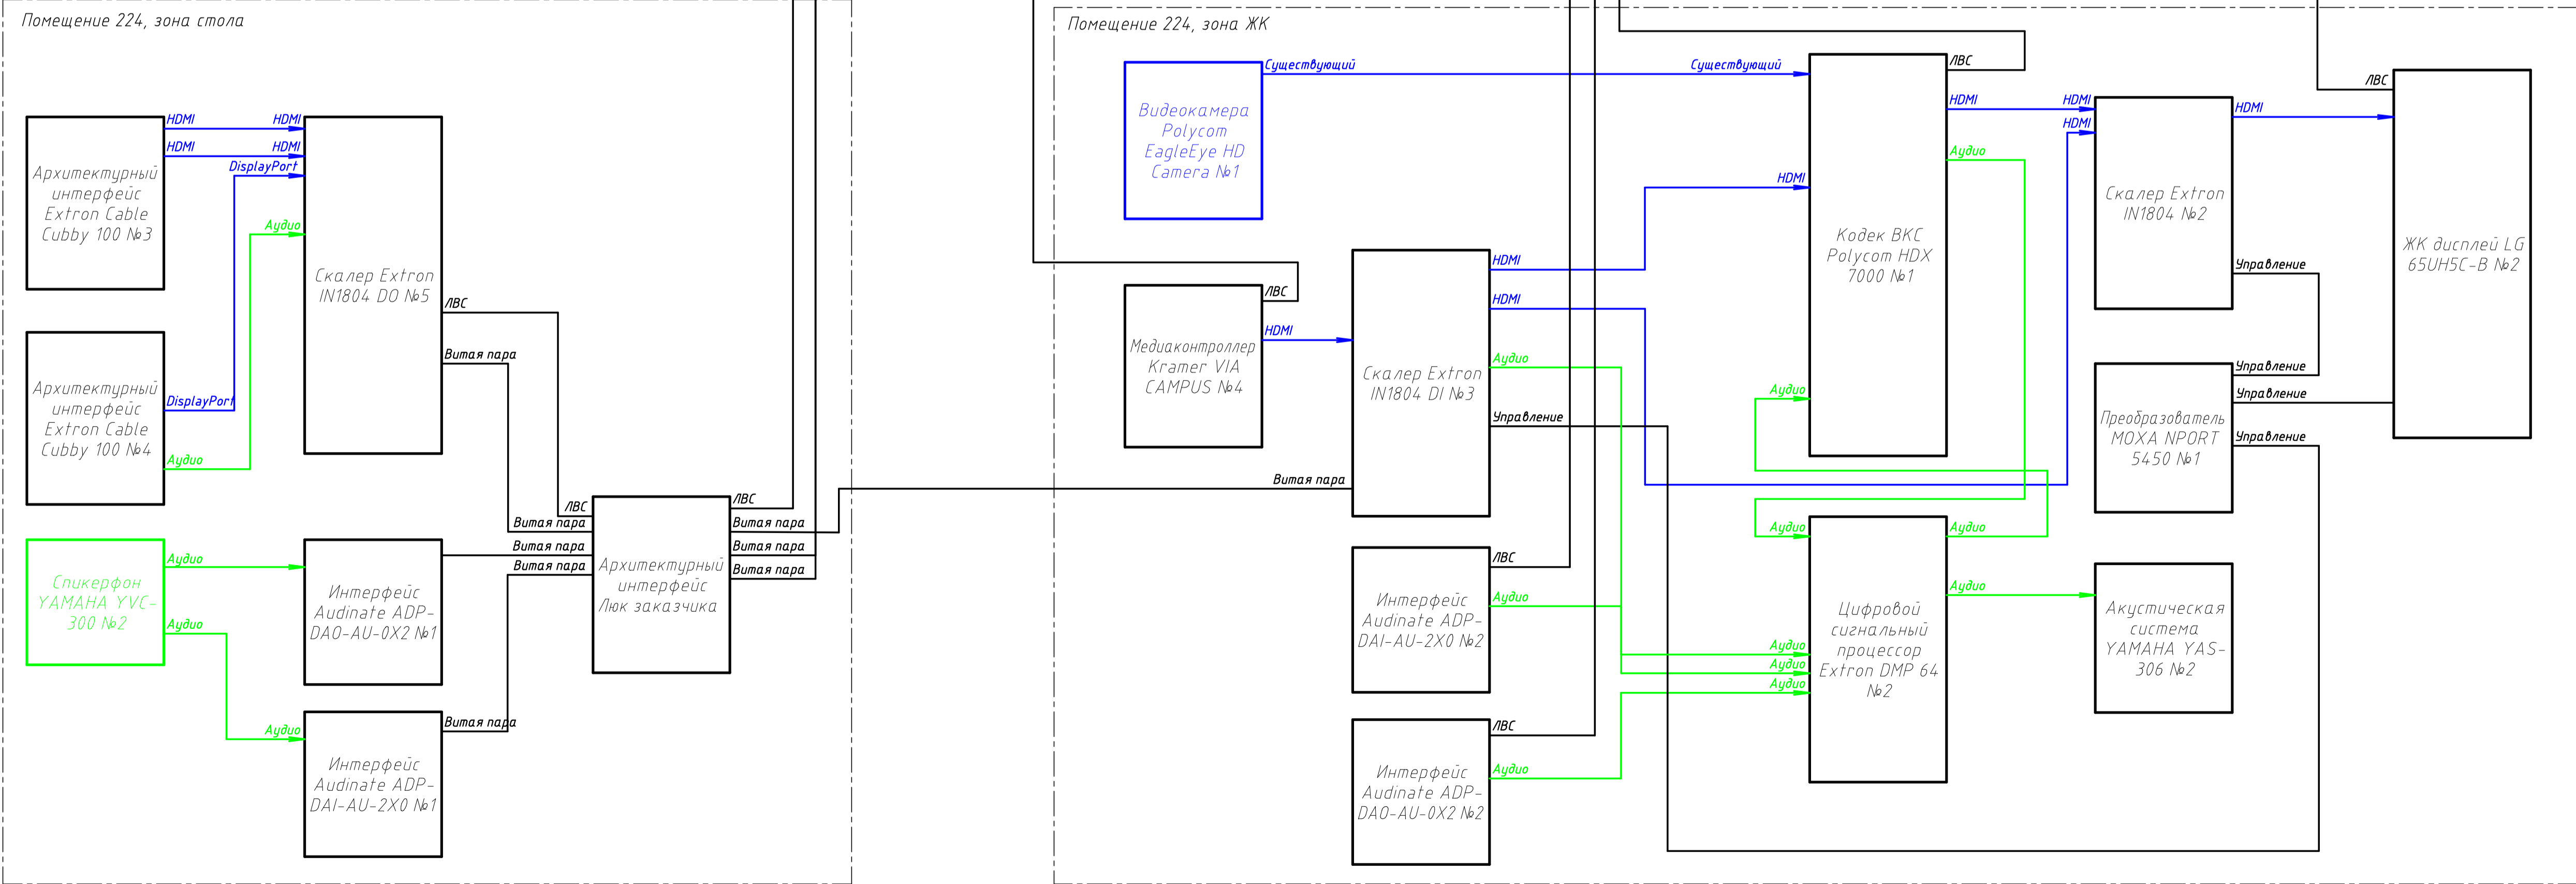 Помещение 224, зона стола
HDMI HDMI
HDMI HDMI
DisplayPort
Архитектурный
интерфейс
Extron Cable
Cubby 100 №3
Аудио
Скалер Extron
IN1804 DO №5
ЛВС
Витая пара
Архитектурный
интерфейс
Extron Cable
Cubby 100 №4
DisplayPort
Аудио
Спикерфон
YAMAHA YVC-
300 №2
Аудио
Аудио
Интерфейс
Audinate ADP-
DAO-AU-0X2 №1
Аудио
Интерфейс
Audinate ADP-
DAI-AU-2X0 №1
Витая пара
ЛВС
Витая пара
Витая пара
Витая пара
Архитектурный
интерфейс
Люк заказчика
ЛВС
Витая пара
Витая пара
Витая пара
Помещение 224, зона ЖК
Видеокамера
Polycom
EagleEye HD
Camera №1
Существующий Существующий
Медиаконтроллер
Kramer VIA
CAMPUS №4
ЛВС
HDMI
Витая пара
Скалер Extron
IN1804 DI №3
HDMI
HDMI
Аудио
Управление
Интерфейс
Audinate ADP-
DAI-AU-2X0 №2
ЛВС
Аудио
Интерфейс
Audinate ADP-
DAO-AU-0X2 №2
ЛВС
Аудио
HDMI
Аудио
Кодек ВКС
Polycom HDX
7000 №1
ЛВС
HDMI
Аудио
Аудио
Аудио
Аудио
Аудио
Цифровой
сигнальный
процессор
Extron DMP 64
№2
Аудио
Аудио
HDMI
HDMI
Скалер Extron
IN1804 №2
HDMI
Управление
Преобразователь
MOXA NPORT
5450 №1
Управление
Управление
Управление
Акустическая
система
YAMAHA YAS-
306 №2
ЛВС
ЖК дисплей LG
65UH5C-B №2